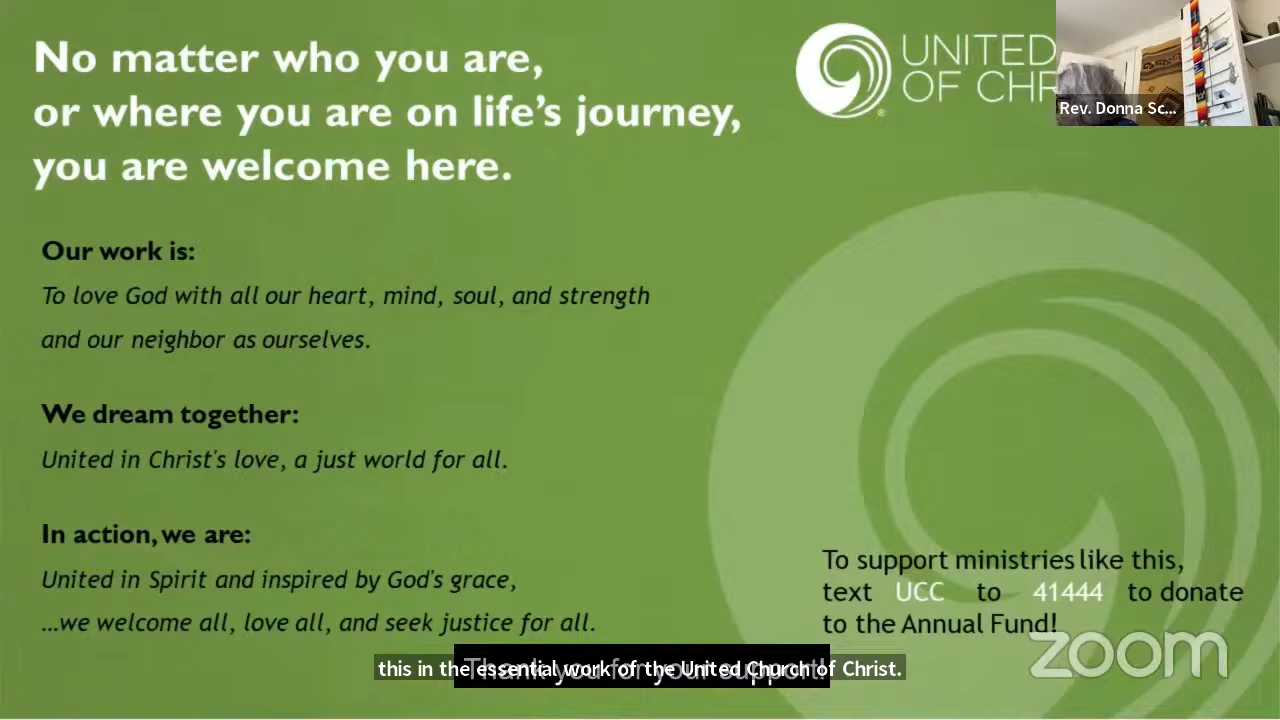 No matter who you are,
or where you are on life's journey,
you are welcome here.
UNITED
OF CHR
Rev. Donna Sc...
Our work is:
To love God with all our heart, mind, soul, and strength
and our neighbor as ourselves.
We dream together:
United in Christ's love, a just world for all.
In action, we are:
United in Spirit and inspired by God's grace,
...we welcome all, love all, and seek justice for all.
To support ministries like this,
text UCC to 41444 to donate
to the Annual Fund!
zoom
Thank you for your support!
this in the essential work of the United Church of Christ.